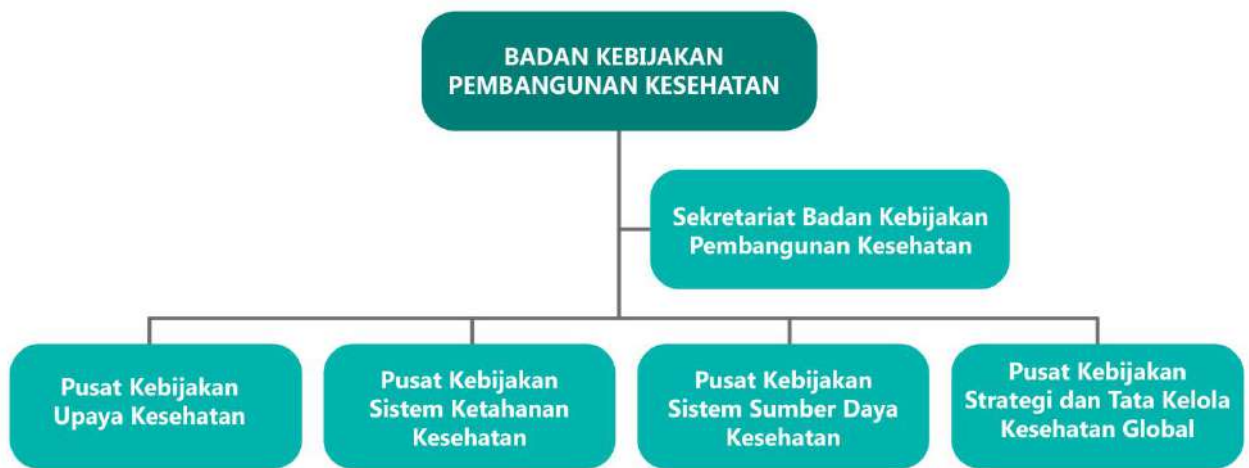 BADAN KEBIJAKAN
PEMBANGUNAN KESEHATAN
Sekretariat Badan Kebijakan
Pembangunan Kesehatan
Pusat Kebijakan
Upaya Kesehatan
Pusat Kebijakan
Sistem Ketahanan
Kesehatan
Pusat Kebijakan
Sistem Sumber Daya
Kesehatan
Pusat Kebijakan
Strategi dan Tata Kelola
Kesehatan Global